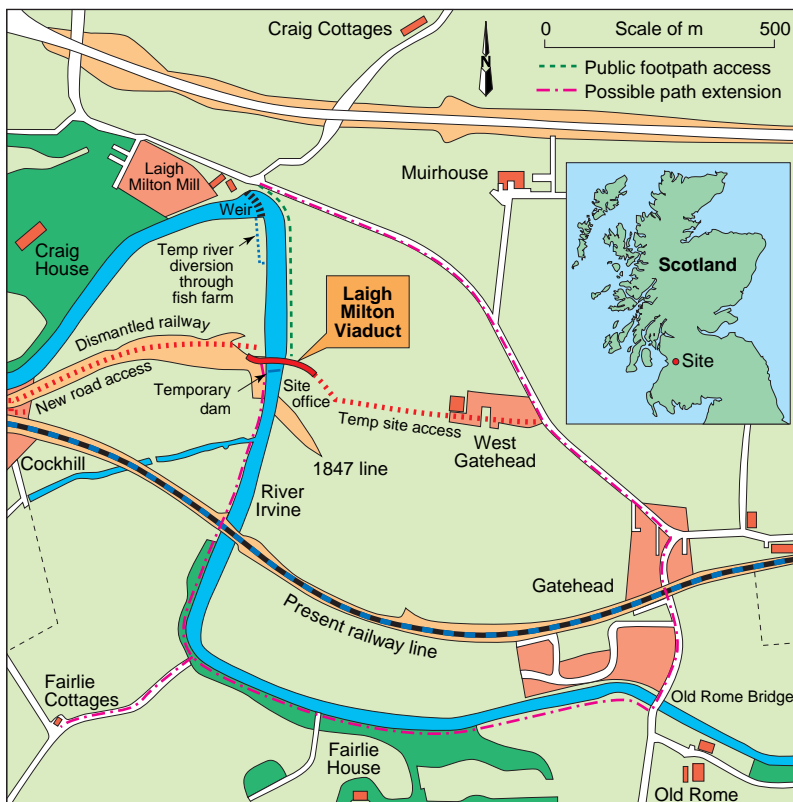 Craig Cottages
0 Scale of m 500
N
Public footpath access
Possible path extension
Laigh
Milton Mill
Muirhouse
Weir
Craig
House
Temp river
diversion
through
fish farm
Scotland
Site
Laigh
Milton
Viaduct
Dismantled railway
New road access
Temporary
dam
Site
office
Temp site access
West
Gatehead
Cockhill
1847 line
River
Irvine
Gatehead
Present railway line
Fairlie
Cottages
Old Rome Bridge
Fairlie
House
Old Rome